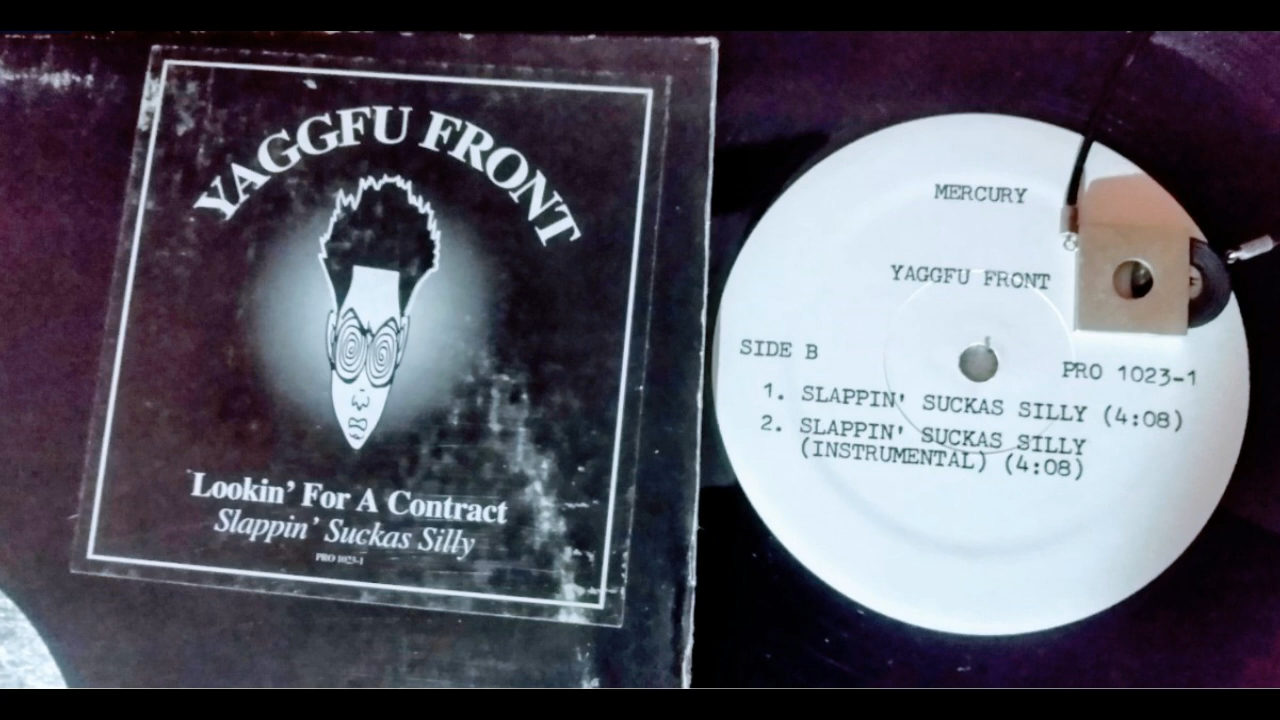 YAGGFU FRONT
Lookin' For A Contract
Slappin' Suckas Silly
PRO 1023-1
MERCURY
YAGGFU FRONT
SIDE B
PRO 1023-1
1. SLAPPIN' SUCKAS SILLY (4:08)
2. SLAPPIN' SUCKAS SILLY
(INSTRUMENTAL) (4:08)